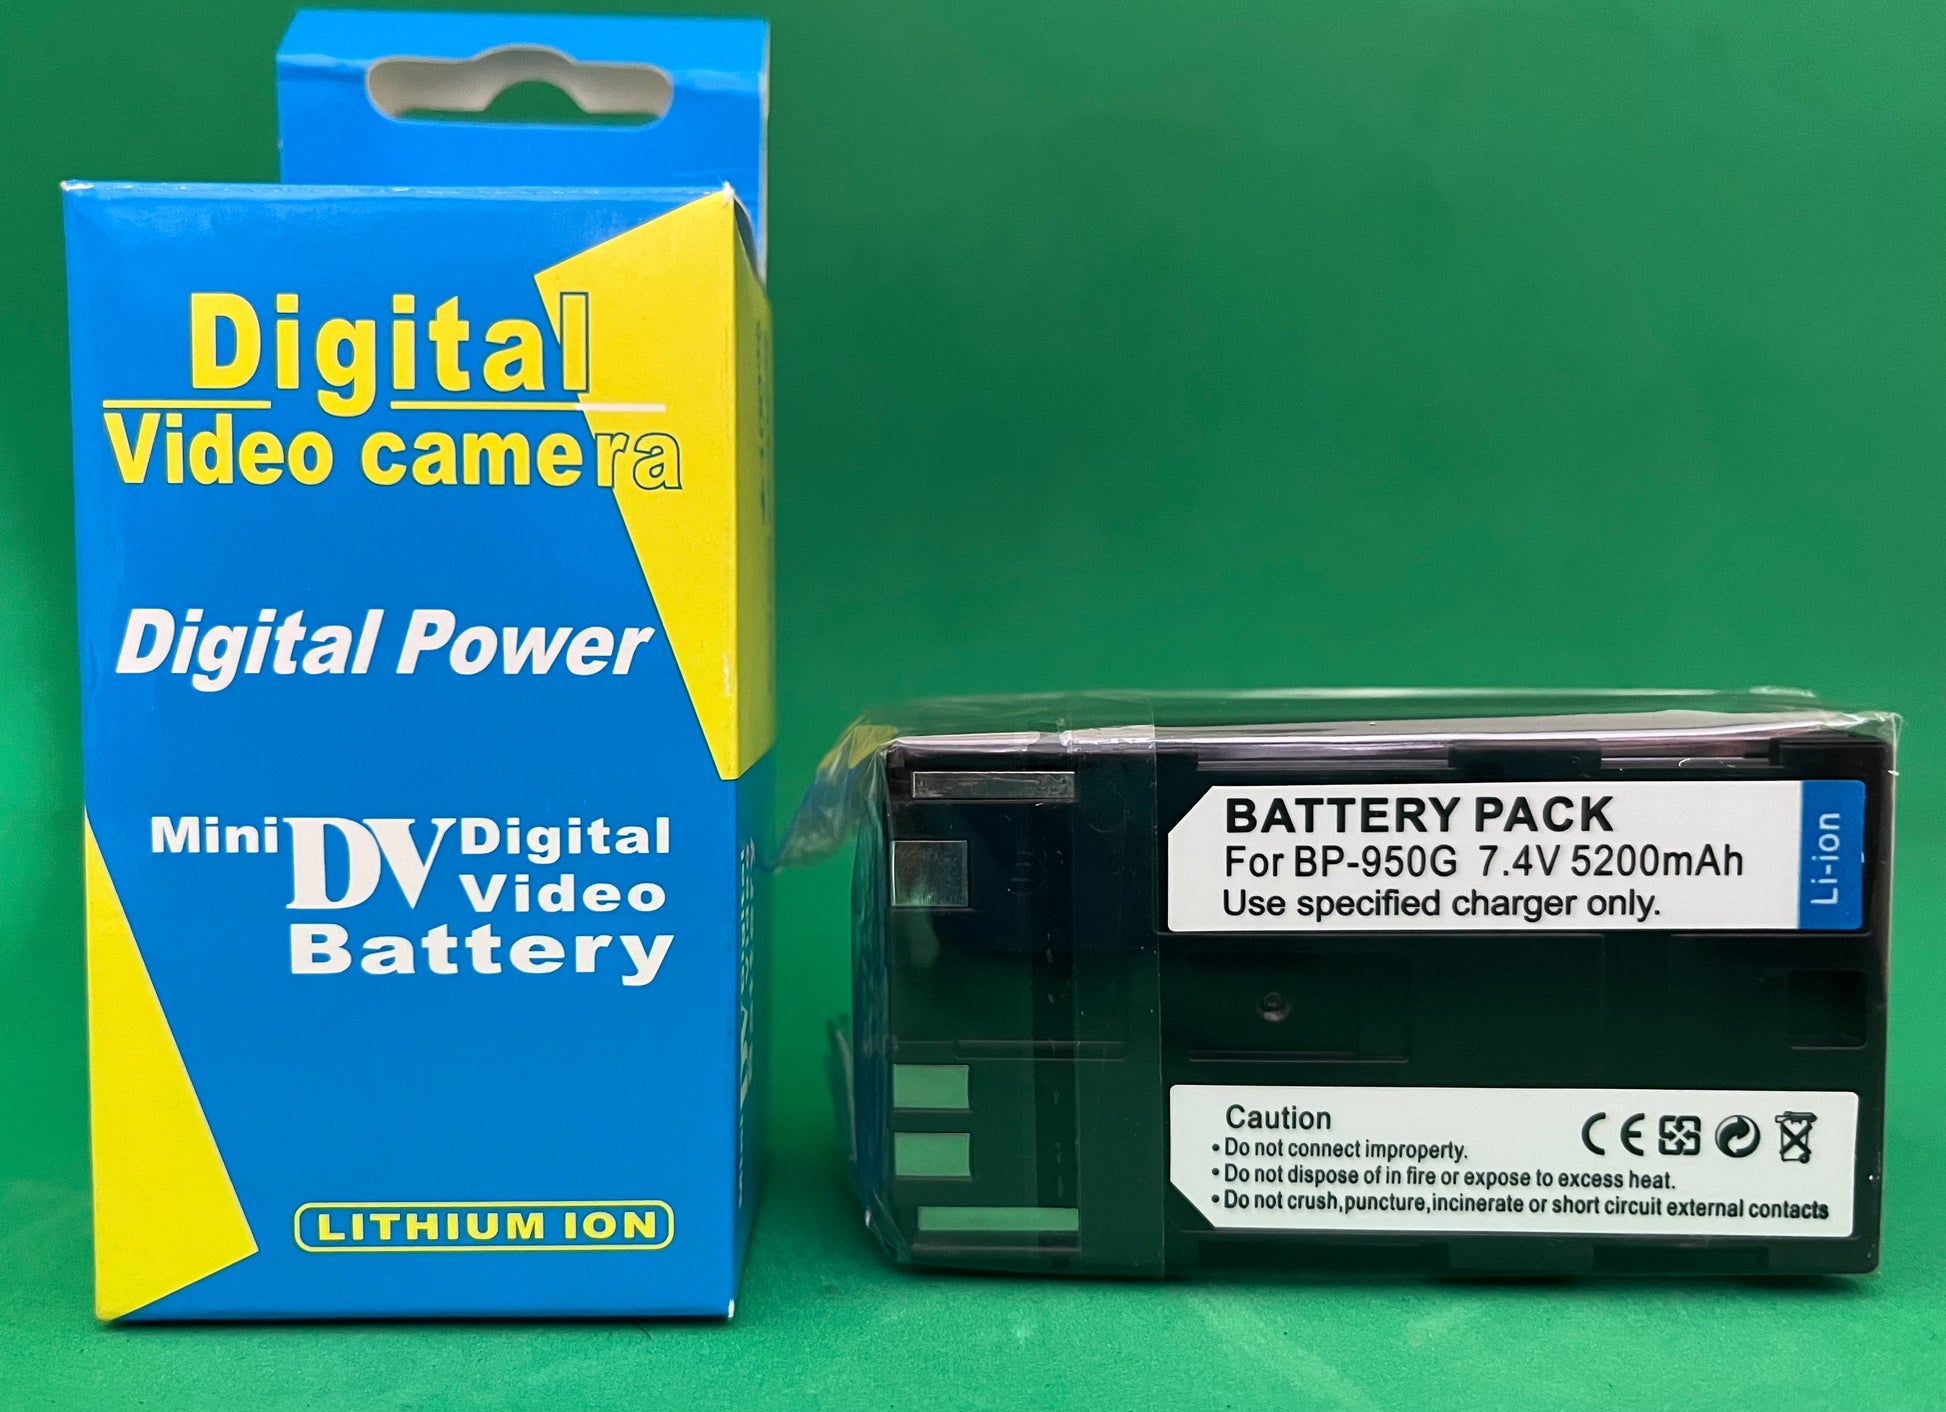 Digital
Video camera
Digital Power
Mini DV Digital
Video
Battery
LITHIUM ION
BATTERY PACK
For BP-950G 7.4V 5200mAh
Use specified charger only.
Li-ion
Caution
• Do not connect improperly.
• Do not dispose of in fire or expose to excess heat.
• Do not crush,puncture,incinerate or short circuit external contacts
CE